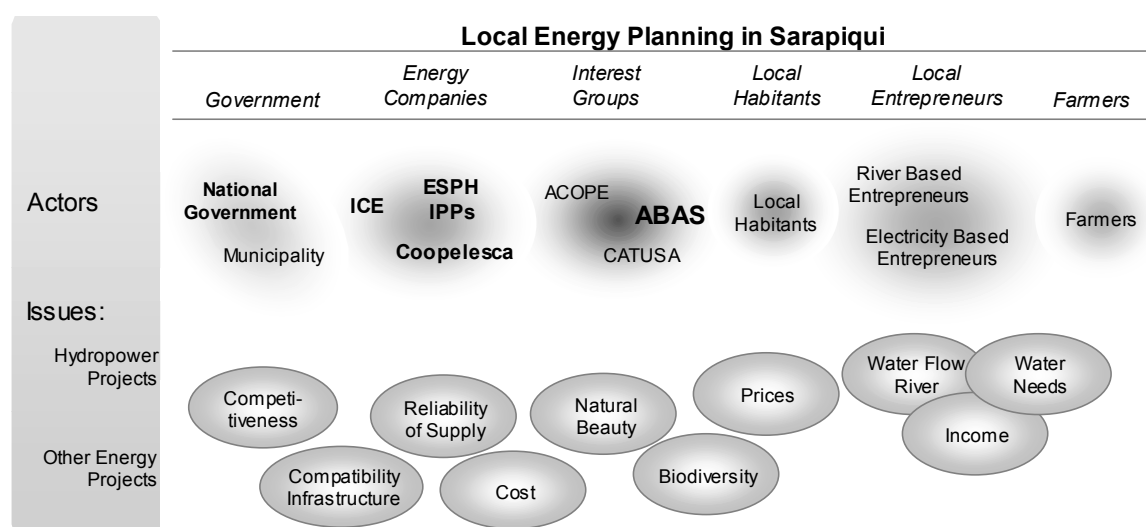 Local Energy Planning in Sarapiqui
Government
Energy
Companies
Interest
Groups
Local
Habitants
Local
Entrepreneurs
Farmers
Actors
National
Government
Municipality
ICE
ESPH
IPPs
Coopelesca
ACOPE
ABAS
CATUSA
Local
Habitants
River Based
Entrepreneurs
Electricity Based
Entrepreneurs
Farmers
Issues:
Hydropower
Projects
Other Energy
Projects
Competi-
tiveness
Compatibility
Infrastructure
Reliability
of Supply
Cost
Natural
Beauty
Biodiversity
Prices
Water Flow
River
Water
Needs
Income